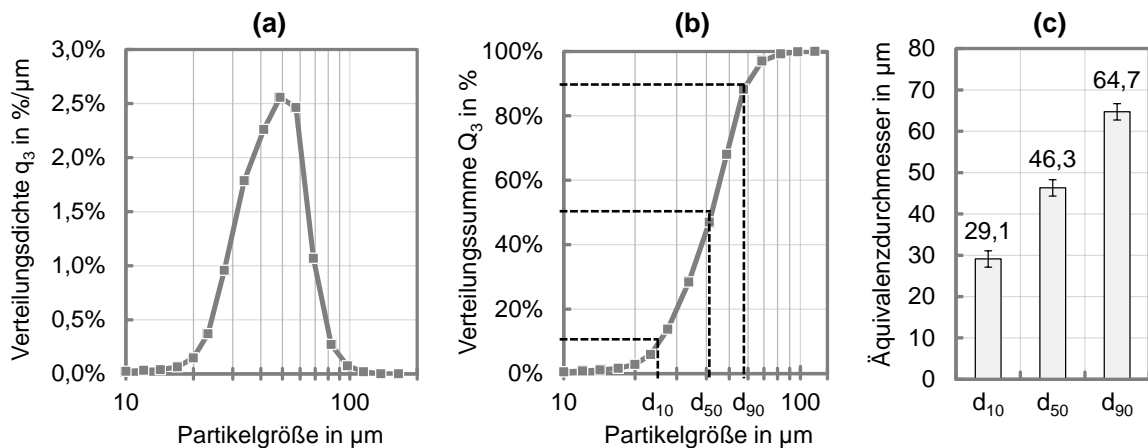 (a)
Verteilungsdichte q3 in %/µm
3,0%
2,5%
2,0%
1,5%
1,0%
0,5%
0,0%
10 100
Partikelgröße in µm
(b)
Verteilungssumme Q3 in %
100%
80%
60%
40%
20%
0%
10 d10 d50 d90 100
Partikelgröße in µm
(c)
Äquivalenzdurchmesser in µm
80
70
60
50
40
30
20
10
0
29,1
46,3
64,7
d10 d50 d90